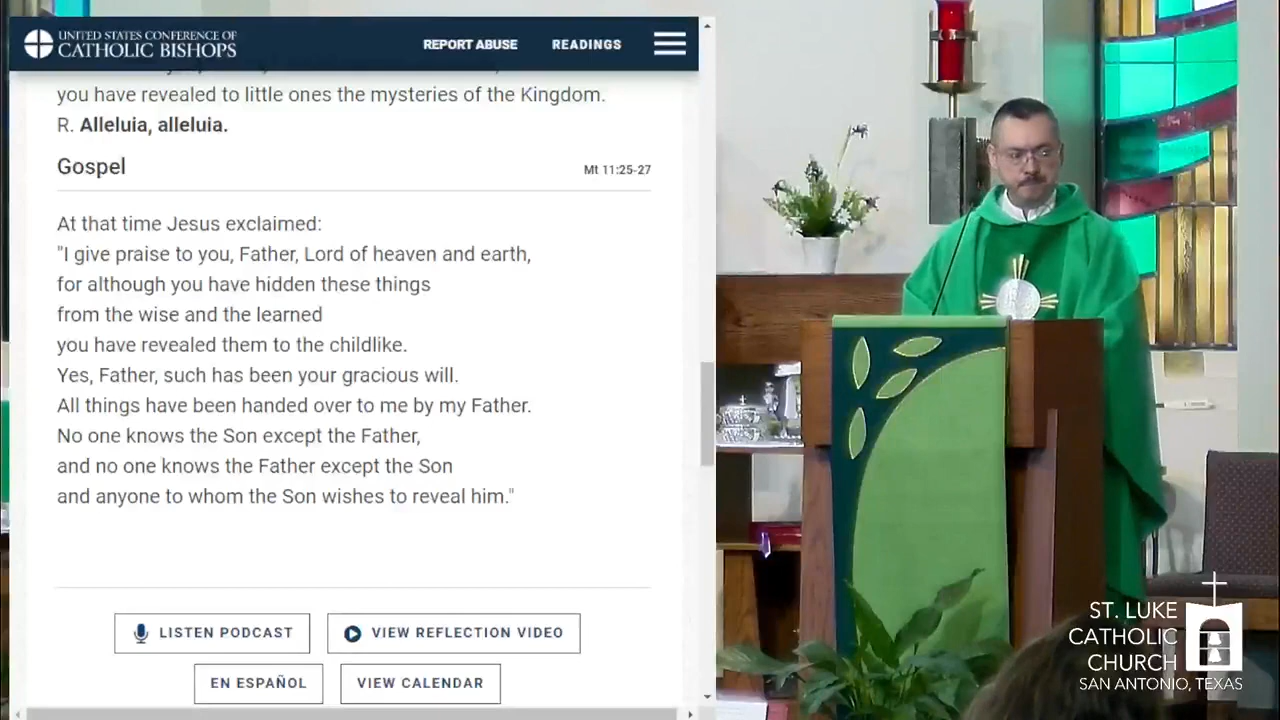 UNITED STATES CONFERENCE OF
CATHOLIC BISHOPS
REPORT ABUSE
READINGS
you have revealed to little ones the mysteries of the Kingdom.
R. Alleluia, alleluia.
Gospel
Mt 11:25-27
At that time Jesus exclaimed:
"I give praise to you, Father, Lord of heaven and earth,
for although you have hidden these things
from the wise and the learned
you have revealed them to the childlike.
Yes, Father, such has been your gracious will.
All things have been handed over to me by my Father.
No one knows the Son except the Father,
and no one knows the Father except the Son
and anyone to whom the Son wishes to reveal him."
LISTEN PODCAST
VIEW REFLECTION VIDEO
EN ESPAÑOL
VIEW CALENDAR
ST. LUKE
CATHOLIC
CHURCH
SAN ANTONIO, TEXAS